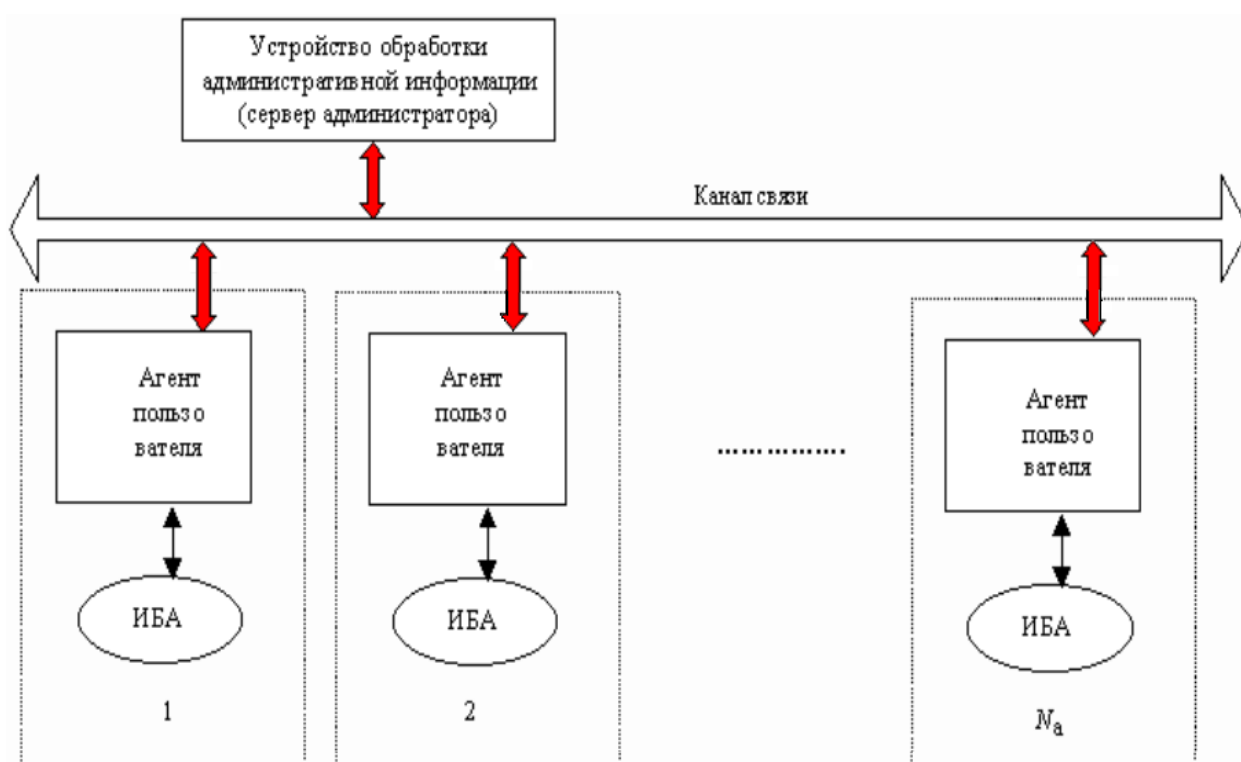 Устройство обработки
административной информации
(сервер администратора)
Канал связи
Агент
пользо
вателя
Агент
пользо
вателя
Агент
пользо
вателя
................
ИБА
ИБА
ИБА
1
2
Nа